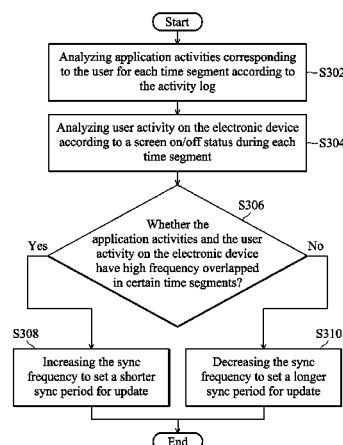 Start
Analyzing application activities corresponding
to the user for each time segment according to
the activity log
S302
Analyzing user activity on the electronic device
according to a screen on/off status during each
time segment
S304
S306
Whether the
application activities and the user
activity on the electronic device
have high frequency overlapped
in certain time segments?
Yes
No
S308
Increasing the sync
frequency to set a shorter
sync period for update
S310
Decreasing the sync
frequency to set a longer
sync period for update
End